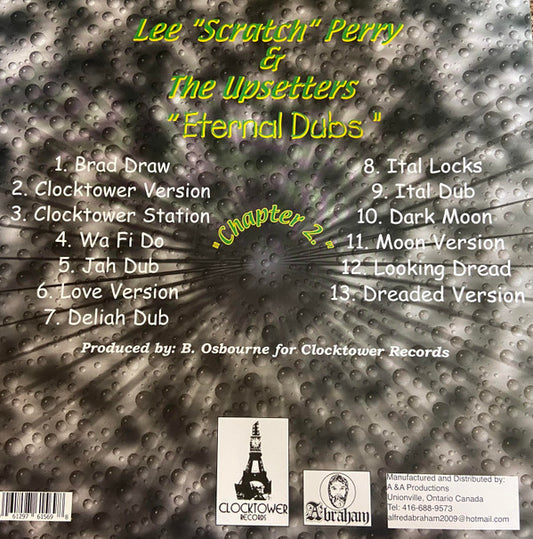 Lee "Scratch" Perry
&
The Upsetters
"Eternal Dubs"
"Chapter 2."
1. Brad Draw
2. Clocktower Version
3. Clocktower Station
4. Wa Fi Do
5. Jah Dub
6. Love Version
7. Deliah Dub
8. Ital Locks
9. Ital Dub
10. Dark Moon
11. Moon Version
12. Looking Dread
13. Dreaded Version
Produced by: B. Osbourne for Clocktower Records
CLOCKTOWER
RECORDS
Abraham
Manufactured and Distributed by:
A &A Productions
Unionville, Ontario Canada
Tel: 416-688-9573
alfredabraham2009@hotmail.com
61297 61569 8